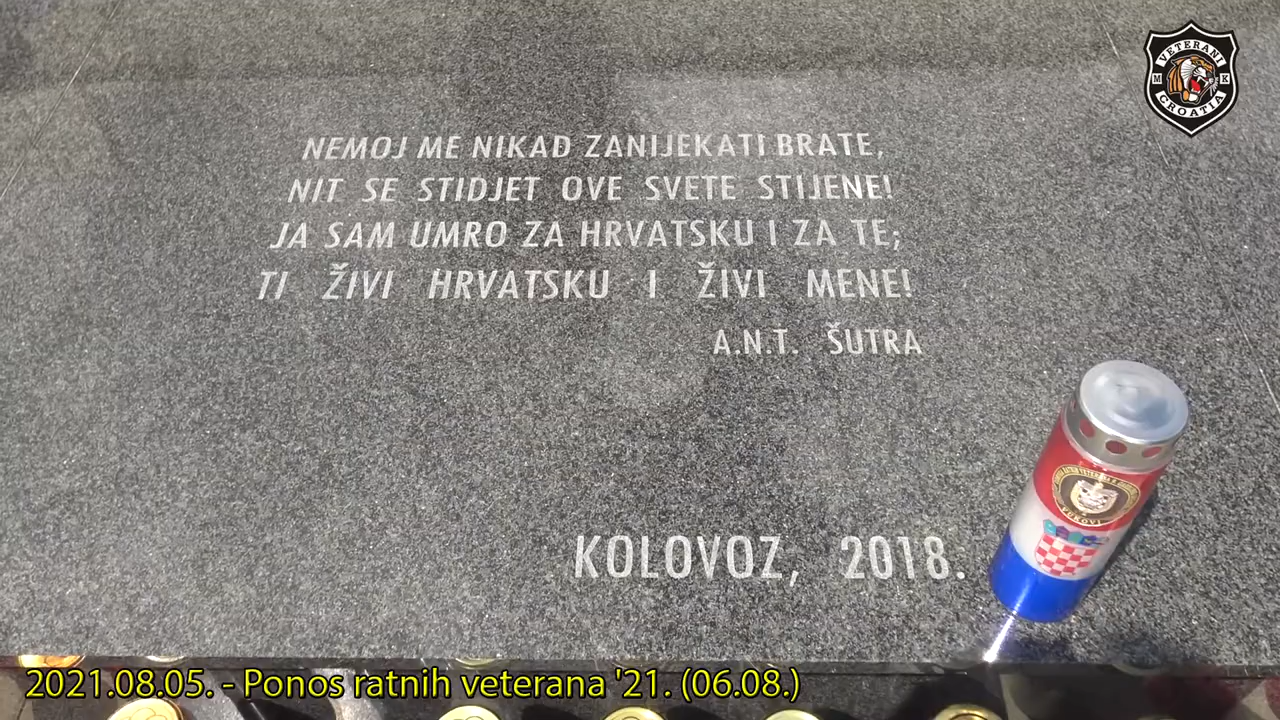 VETERANI
M K
CROATIA
NEMOJ ME NIKAD ZANIJEKATI BRATE,
NIT SE STIDJET OVE SVETE STIJENE!
JA SAM UMRO ZA HRVATSKU I ZA TE;
TI ŽIVI HRVATSKU I ŽIVI MENE!
A.N.T. ŠUTRA
VUKOVI
KOLOVOZ, 2018.
2021.08.05. - Ponos ratnih veterana '21. (06.08.)